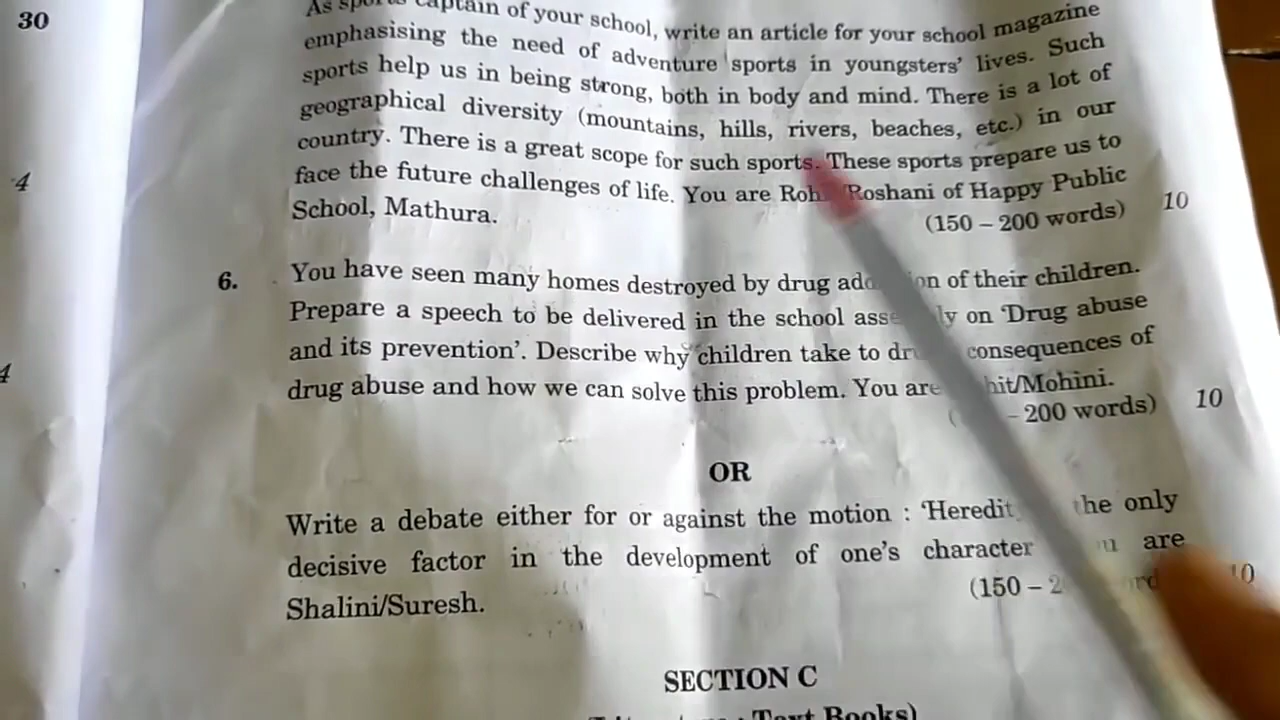 30
As sports captain of your school, write an article for your school magazine
emphasising the need of adventure sports in youngsters' lives. Such
sports help us in being strong, both in body and mind. There is a lot of
geographical diversity (mountains, hills, rivers, beaches, etc.) in our
4
country. There is a great scope for such sports. These sports prepare us to
face the future challenges of life. You are Roh Roshani of Happy Public
School, Mathura.
(150 – 200 words) 10
6. You have seen many homes destroyed by drug of their children.
Prepare a speech to be delivered in the school on 'Drug abuse
4
and its prevention'. Describe why children take to consequences of
drug abuse and how we can solve this problem. You are hit/Mohini.
– 200 words) 10
OR
Write a debate either for or against the motion : 'Heredit the only
decisive factor in the development of one's character are
Shalini/Suresh.
(150 – 2 10
SECTION C
Text Books)